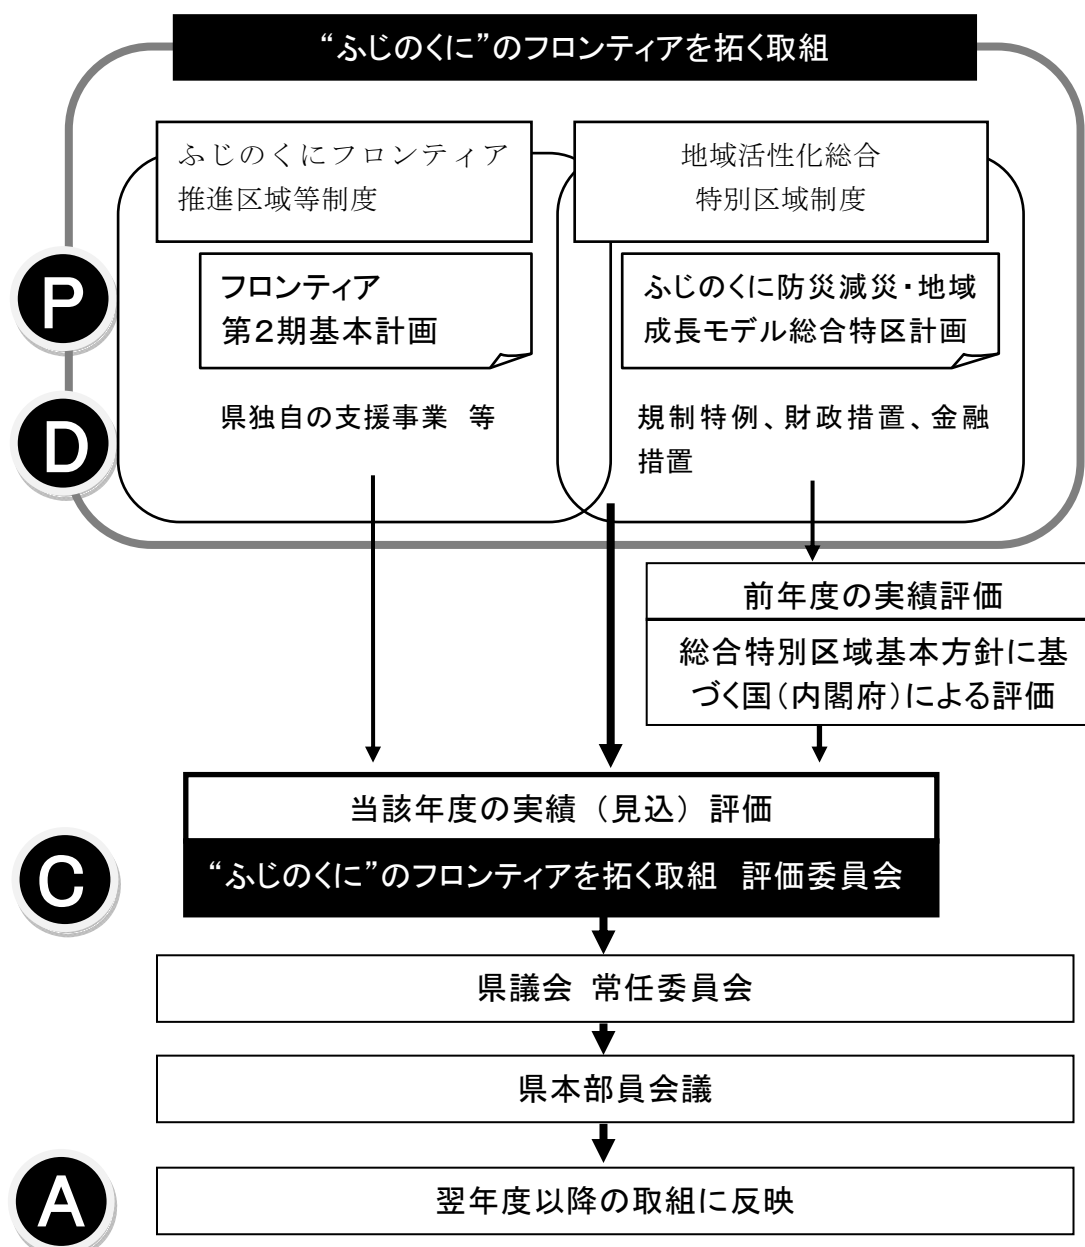 “ふじのくに”のフロンティアを拓く取組
ふじのくにフロンティア
推進区域等制度
地域活性化総合
特別区域制度
P
フロンティア
第2期基本計画
ふじのくに防災減災・地域
成長モデル総合特区計画
D
県独自の支援事業 等
規制特例、財政措置、金融
措置
前年度の実績評価
総合特別区域基本方針に基
づく国(内閣府)による評価
当該年度の実績（見込）評価
C
“ふじのくに”のフロンティアを拓く取組 評価委員会
県議会 常任委員会
県本部員会議
A
翌年度以降の取組に反映